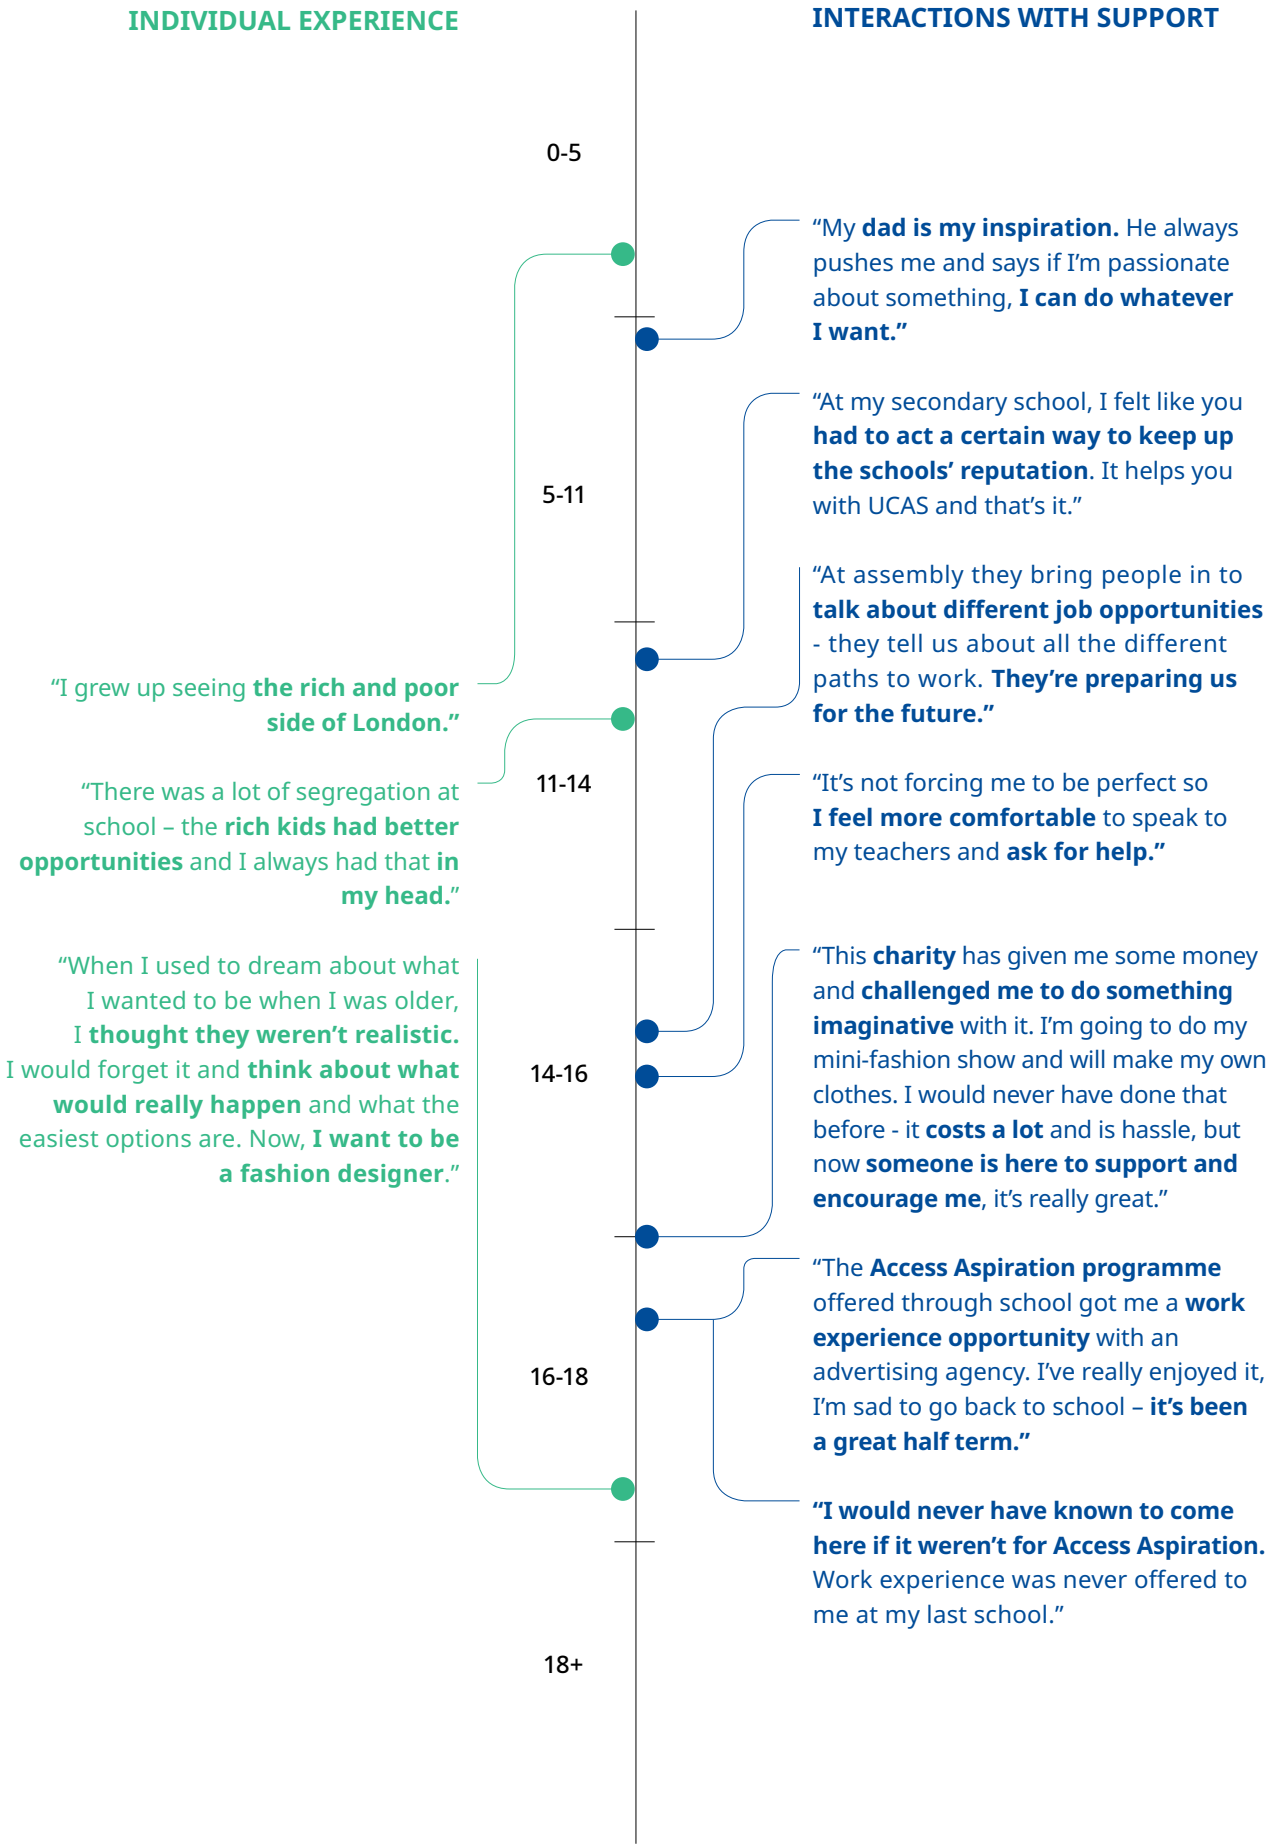 INDIVIDUAL EXPERIENCE
INTERACTIONS WITH SUPPORT
0-5
“My dad is my inspiration. He always
pushes me and says if I’m passionate
about something, I can do whatever
I want.”
“At my secondary school, I felt like you
had to act a certain way to keep up
the schools’ reputation. It helps you
with UCAS and that’s it.”
5-11
“At assembly they bring people in to
talk about different job opportunities
- they tell us about all the different
paths to work. They’re preparing us
for the future.”
“I grew up seeing the rich and poor
side of London.”
11-14
“There was a lot of segregation at
school – the rich kids had better
opportunities and I always had that in
my head.”
“It’s not forcing me to be perfect so
I feel more comfortable to speak to
my teachers and ask for help.”
“When I used to dream about what
I wanted to be when I was older,
I thought they weren’t realistic.
I would forget it and think about what
would really happen and what the
easiest options are. Now, I want to be
a fashion designer.”
14-16
“This charity has given me some money
and challenged me to do something
imaginative with it. I’m going to do my
mini-fashion show and will make my own
clothes. I would never have done that
before - it costs a lot and is hassle, but
now someone is here to support and
encourage me, it’s really great.”
“The Access Aspiration programme
offered through school got me a work
experience opportunity with an
advertising agency. I’ve really enjoyed it,
I’m sad to go back to school – it’s been
a great half term.”
16-18
“I would never have known to come
here if it weren’t for Access Aspiration.
Work experience was never offered to
me at my last school.”
18+